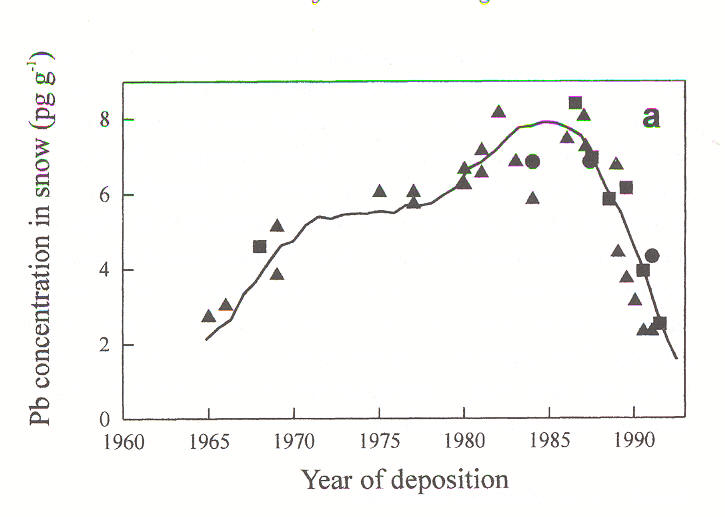 Pb concentration in snow (pg g⁻¹)
a
8
6
4
2
0
1960 1965 1970 1975 1980 1985 1990
Year of deposition